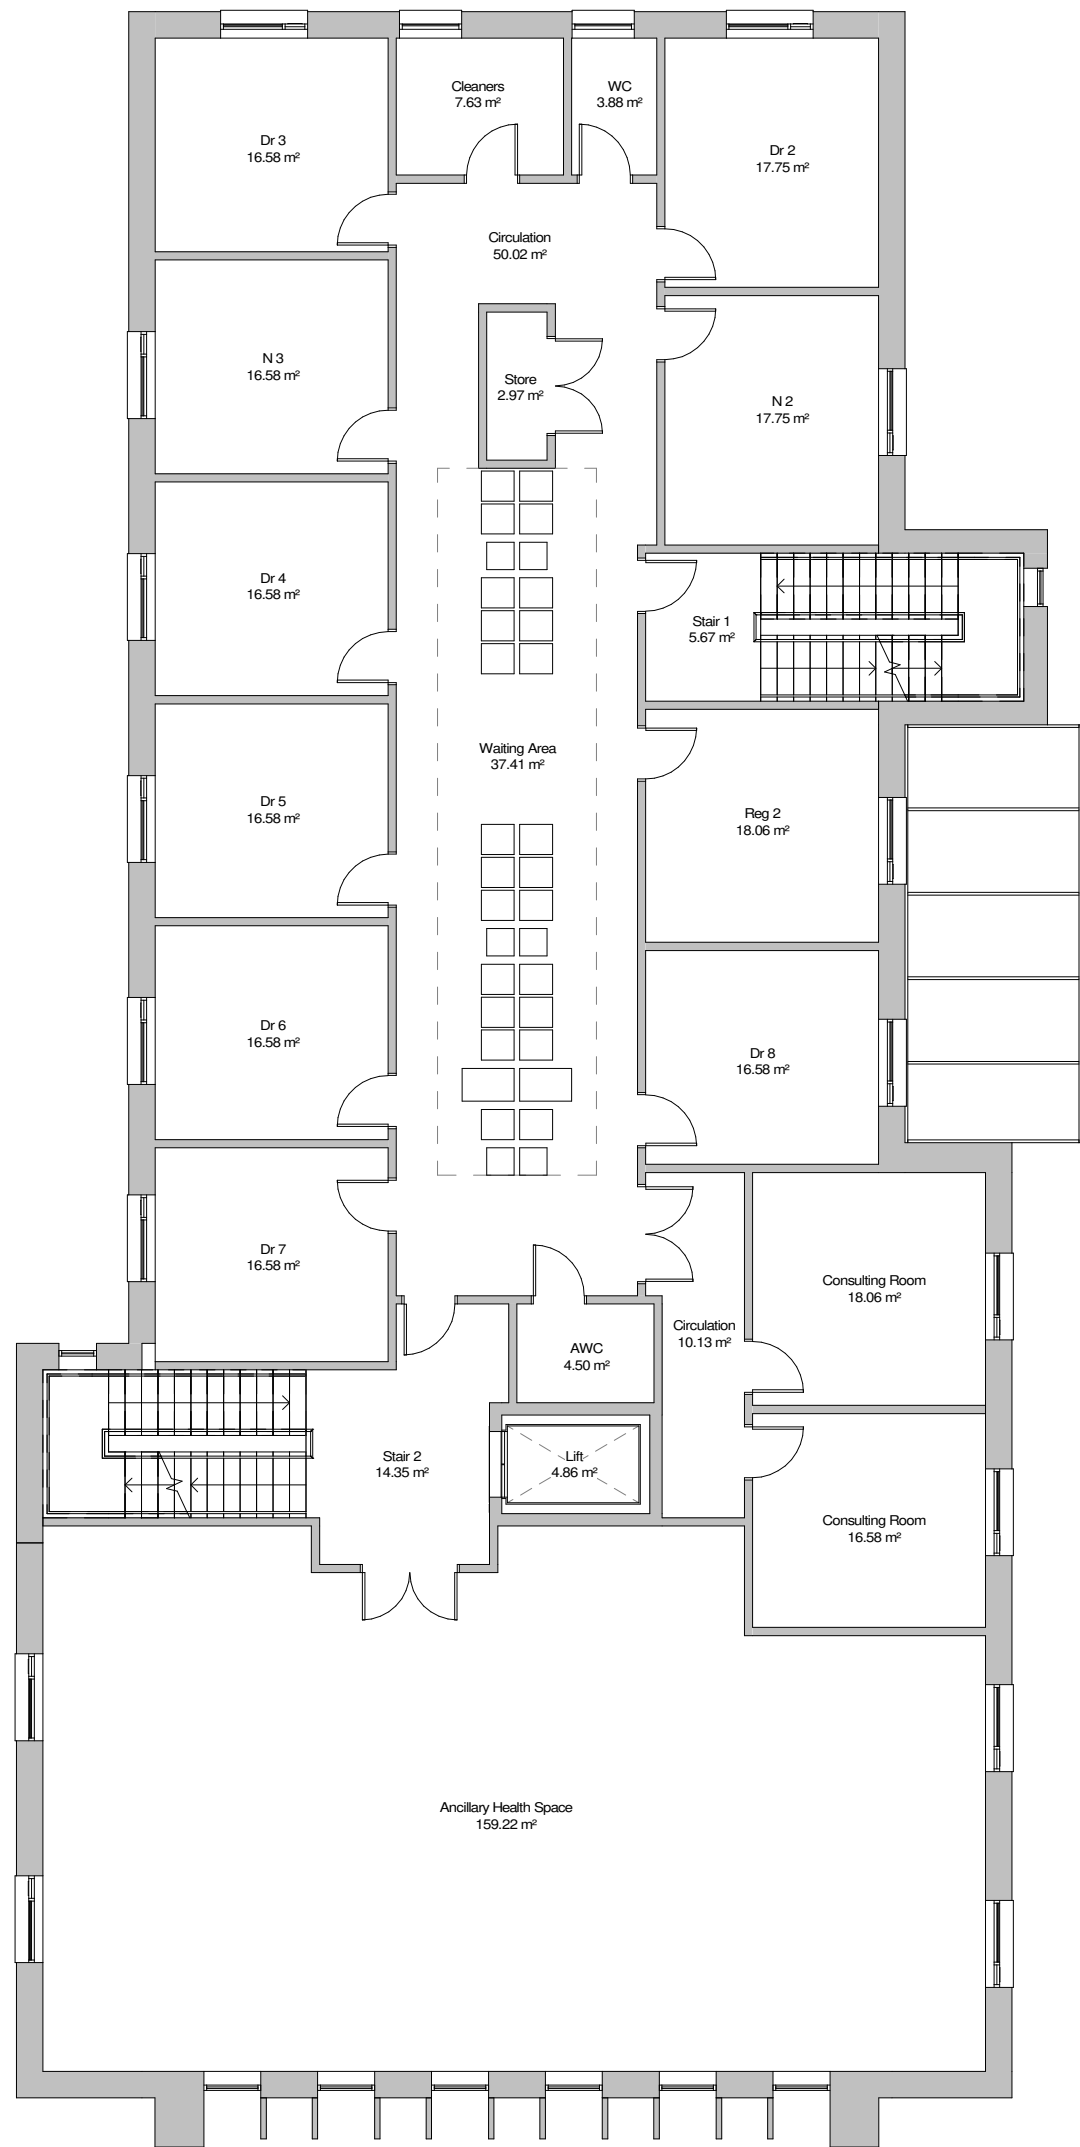 Cleaners
7.63 m²
WC
3.88 m²
Dr 3
16.58 m²
Dr 2
17.75 m²
Circulation
50.02 m²
N 3
16.58 m²
Store
2.97 m²
N 2
17.75 m²
Dr 4
16.58 m²
Stair 1
5.67 m²
Waiting Area
37.41 m²
Dr 5
16.58 m²
Reg 2
18.06 m²
Dr 6
16.58 m²
Dr 8
16.58 m²
Dr 7
16.58 m²
Consulting Room
18.06 m²
Circulation
10.13 m²
AWC
4.50 m²
Stair 2
14.35 m²
Lift
4.86 m²
Consulting Room
16.58 m²
Ancillary Health Space
159.22 m²